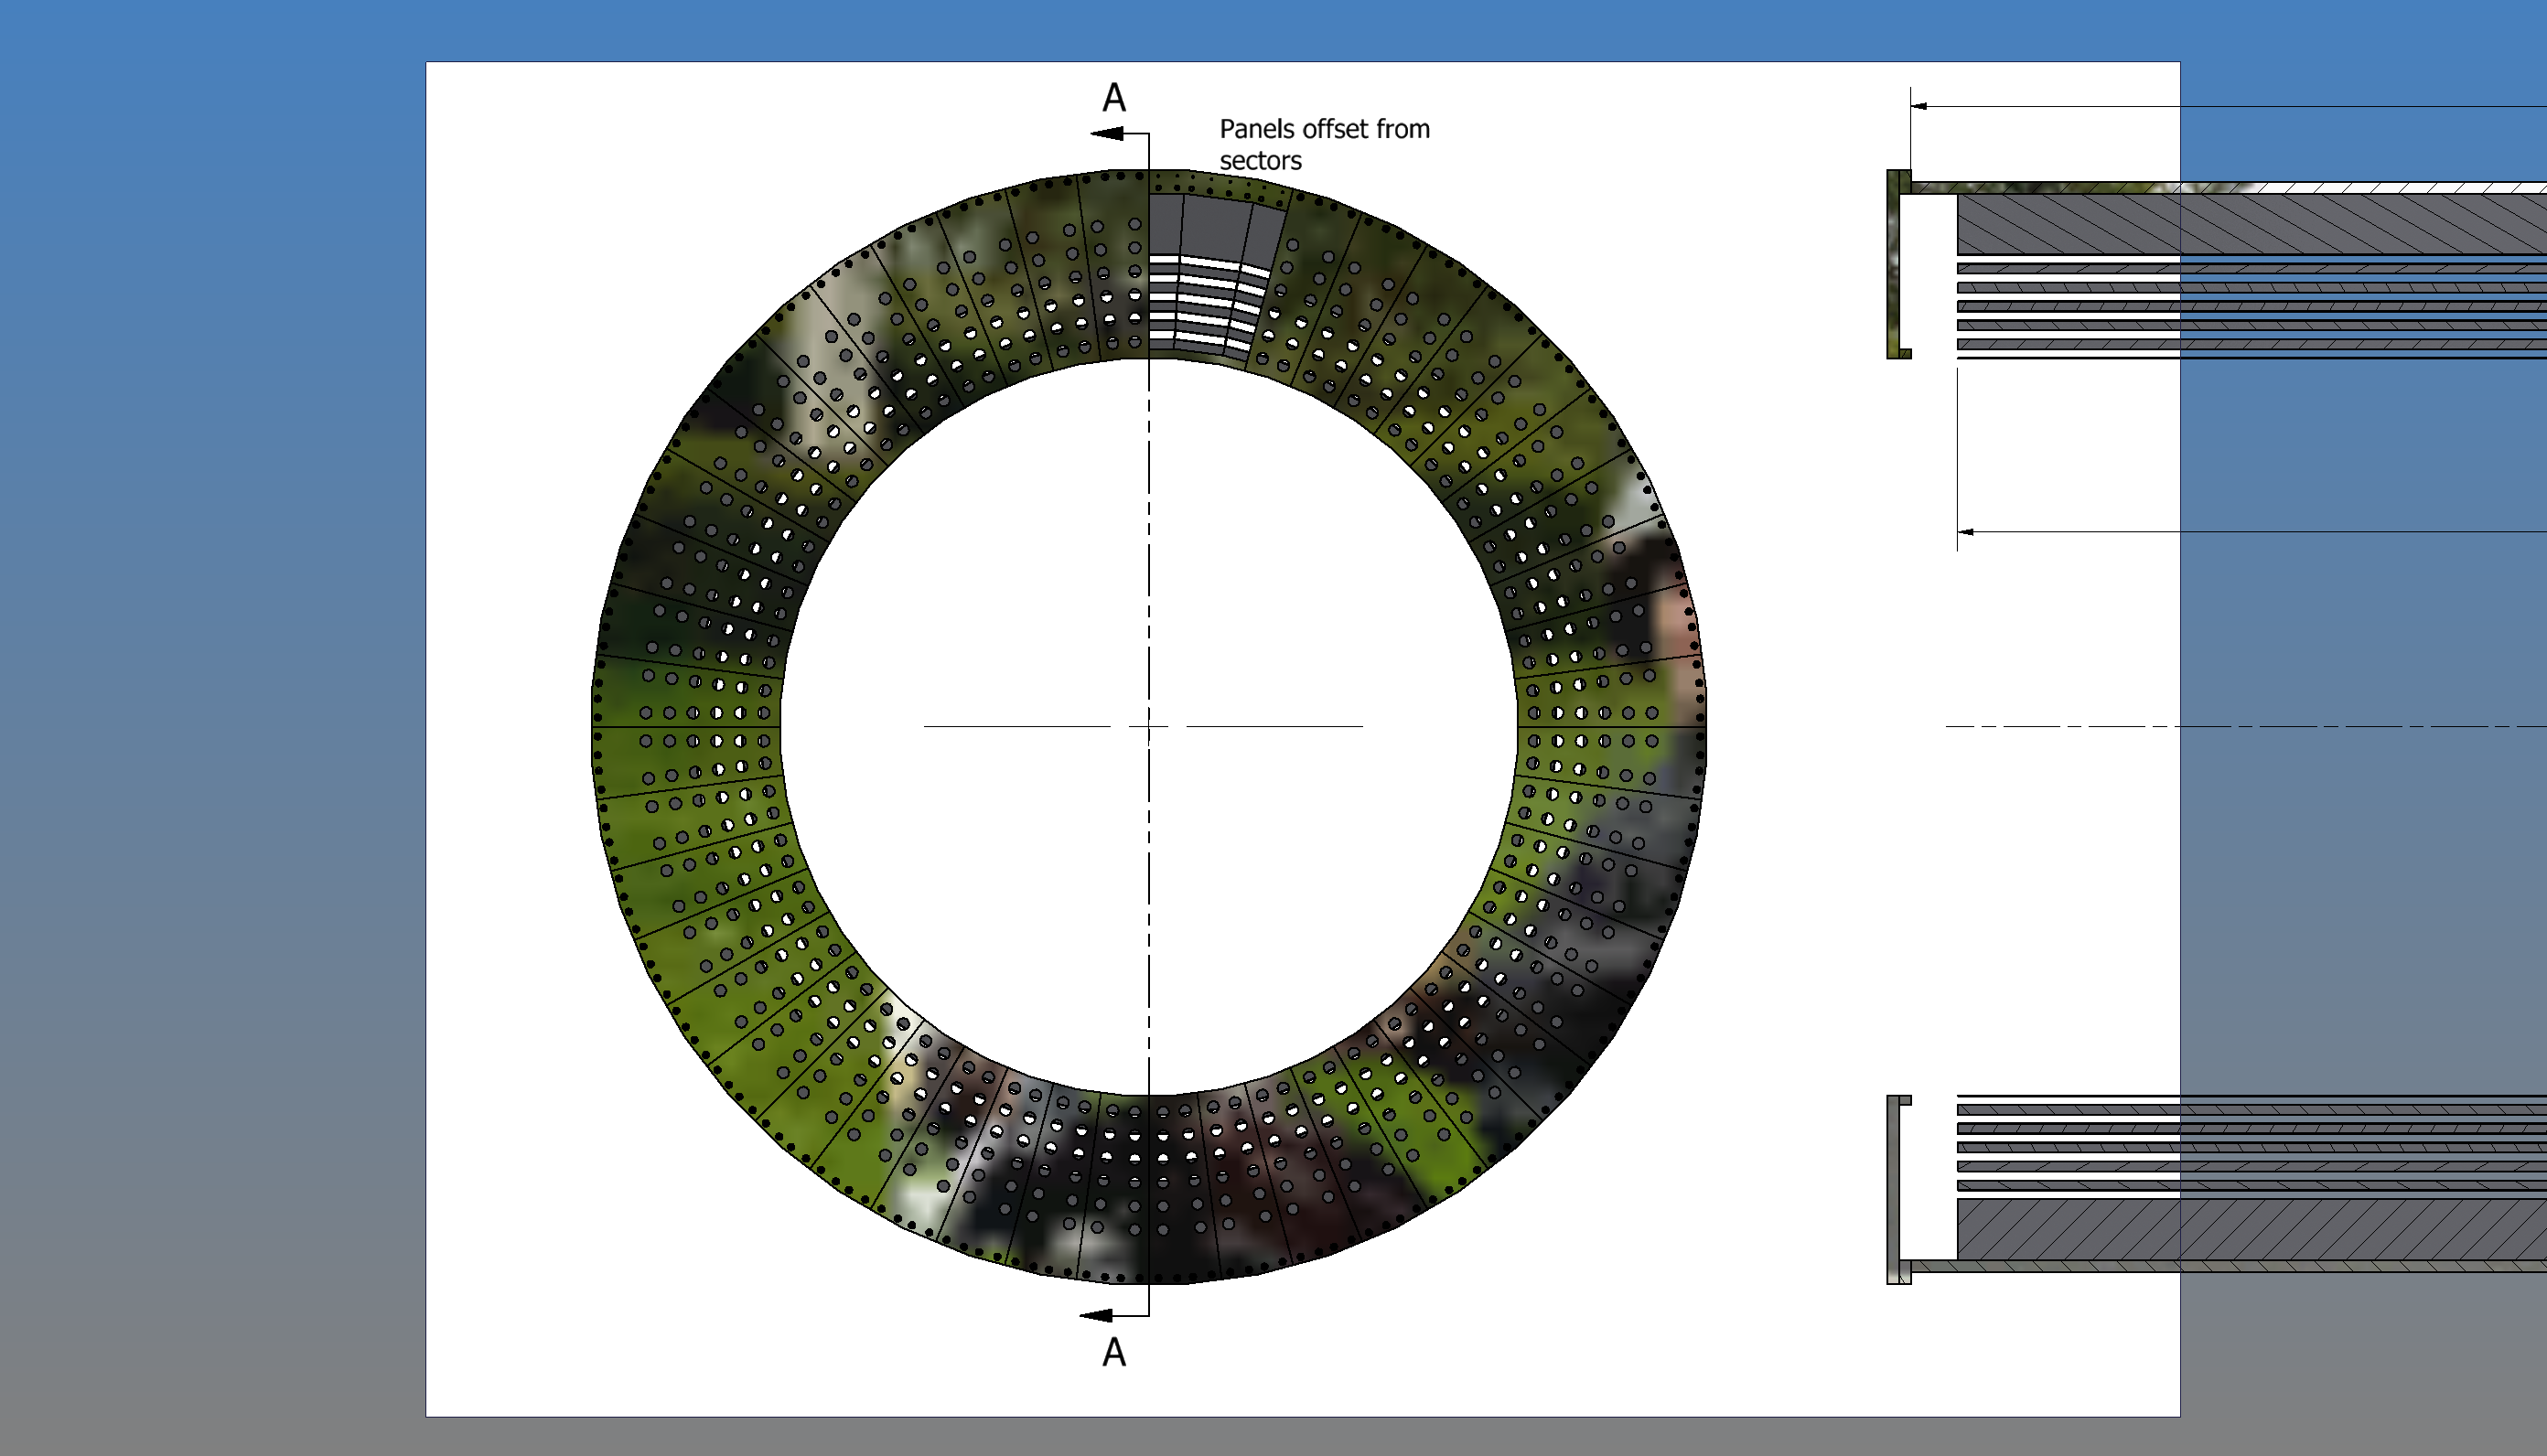 A
Panels offset from
sectors
A